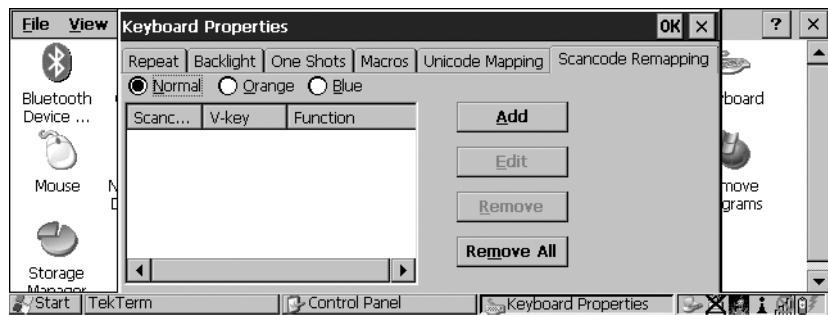 File View Keyboard Properties OK × ? ×
Repeat Backlight One Shots Macros Unicode Mapping Scancode Remapping
Normal Orange Blue
Scanc... V-key Function
Add
Edit
Remove
Remove All
Bluetooth
Device ...
Mouse
Storage
Manager
board
move
grams
Start TekTerm Control Panel Keyboard Properties